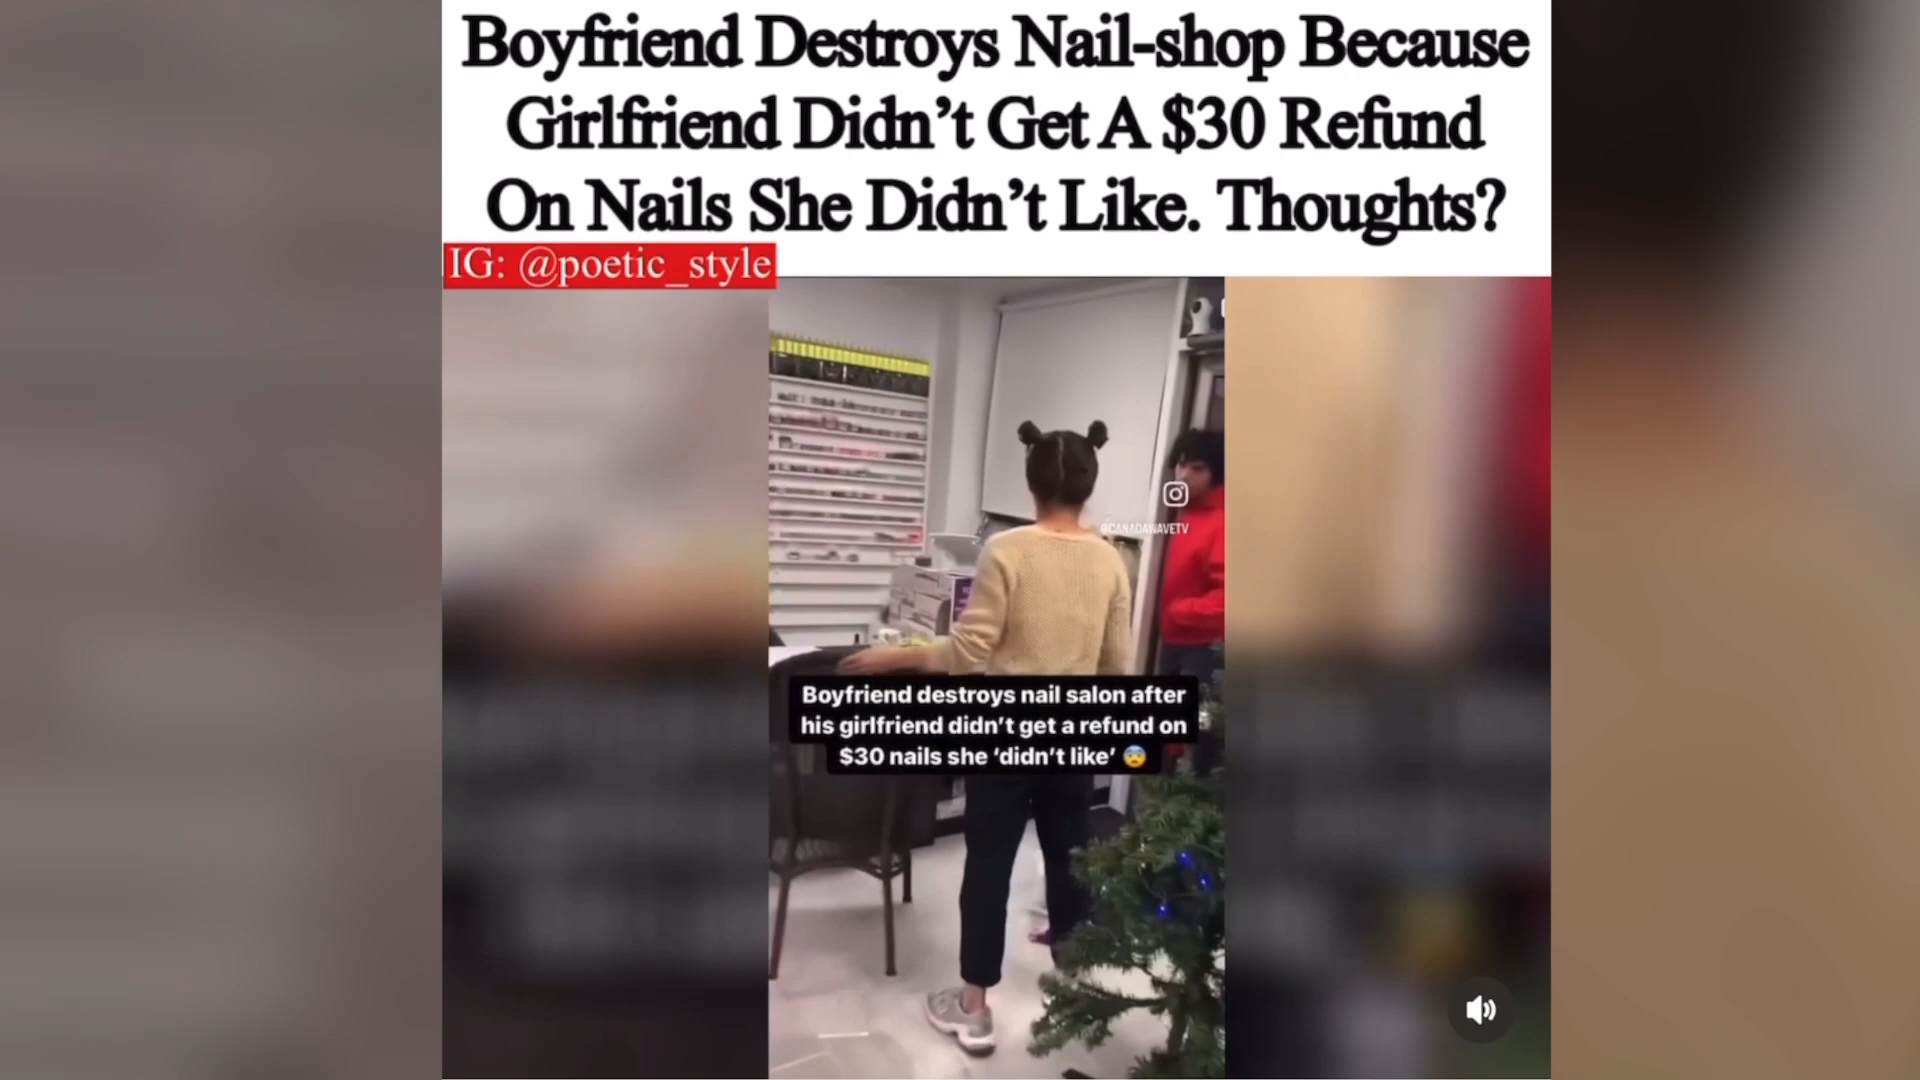 Boyfriend Destroys Nail-shop Because
Girlfriend Didn’t Get A $30 Refund
On Nails She Didn’t Like. Thoughts?
IG: @poetic_style
@CANADAWAVETV
Boyfriend destroys nail salon after
his girlfriend didn’t get a refund on
$30 nails she ‘didn’t like’ 😨